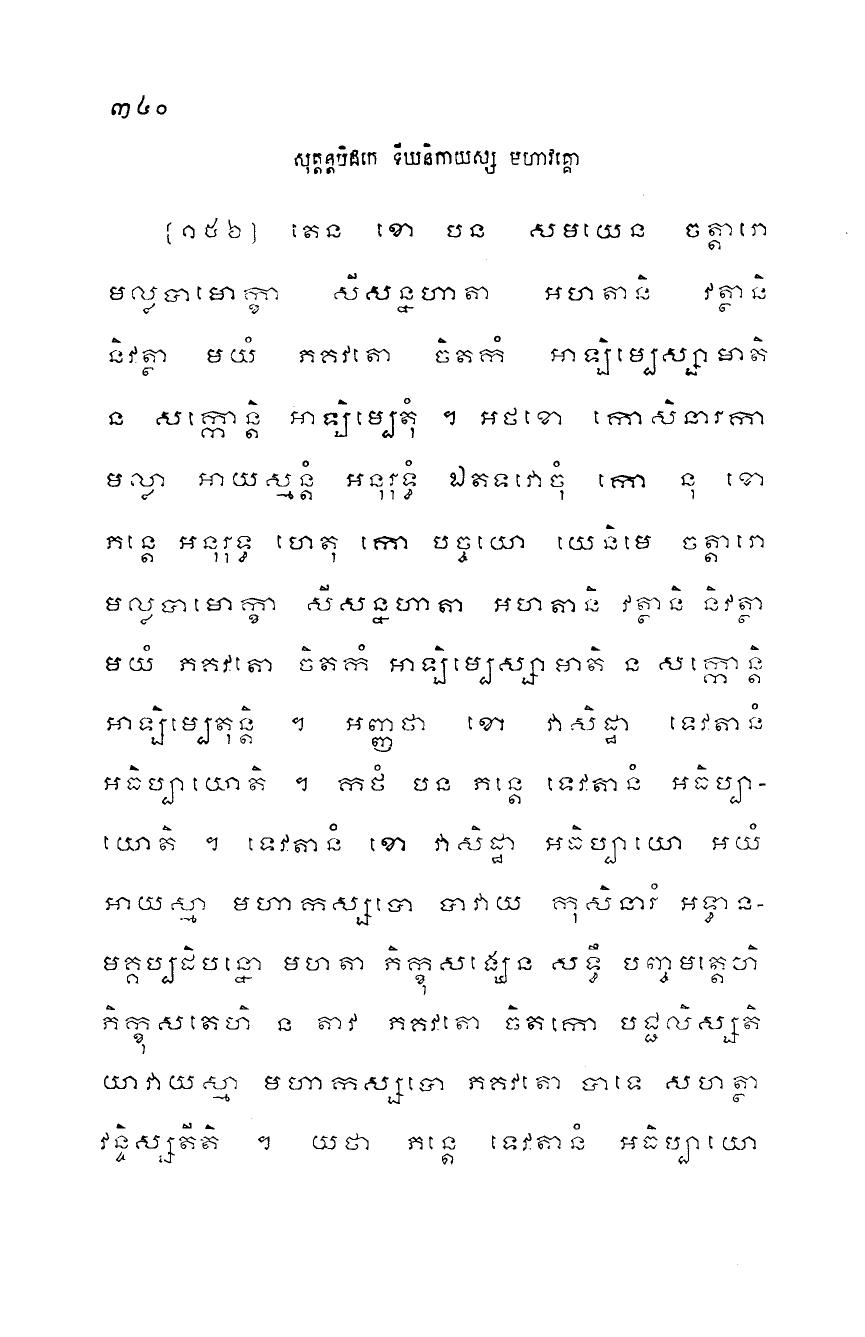 ៣៤០
សុត្តន្តបិដកេ ទីឃនិកាយស្ស មហាវគ្គោ
[១៥៦] តេន ខោ បន សមយេន ចត្តារោ
មល្លបាមោក្ខា សីសន្នហាតា អហតានិ វត្ថានិ
និវត្ថា មយំ ភគវតោ ចិតកំ អាឡិម្បេស្សាមាតិ
ន សក្កោន្តិ អាឡិម្បេតុំ ។ អថខោ កោសិនារកា
មល្លា អាយស្មន្តំ អនុរុទ្ធំ ឯតទវោចុំ កោ នុ ខោ
ភន្តេ អនុរុទ្ធ ហេតុ កោ បច្ចយោ យេនិមេ ចត្តារោ
មល្លបាមោក្ខា សីសន្នហាតា អហតានិ វត្ថានិ និវត្ថា
មយំ ភគវតោ ចិតកំ អាឡិម្បេស្សាមាតិ ន សក្កោន្តិ
អាឡិម្បេតុន្តិ ។ អញ្ញថា ខោ វាសិដ្ឋា ទេវតានំ
អធិប្បាយោតិ ។ កថំ បន ភន្តេ ទេវតានំ អធិប្បា-
យោតិ ។ ទេវតានំ ខោ វាសិដ្ឋា អធិប្បាយោ អយំ
អាយស្មា មហាកស្សបោ បាវាយ កុសិនារំ អទ្ធាន-
មគ្គប្បដិបន្នោ មហតា ភិក្ខុសង្ឃេន សទ្ធឹ បញ្ចមត្តេហិ
ភិក្ខុសតេហិ ន តាវ ភគវតោ ចិតកោ បជ្ជលិស្សតិ
យាវាយស្មា មហាកស្សបោ ភគវតោ បាទេ សហត្ថា
វន្ទិស្សតីតិ ។ យថា ភន្តេ ទេវតានំ អធិប្បាយោ